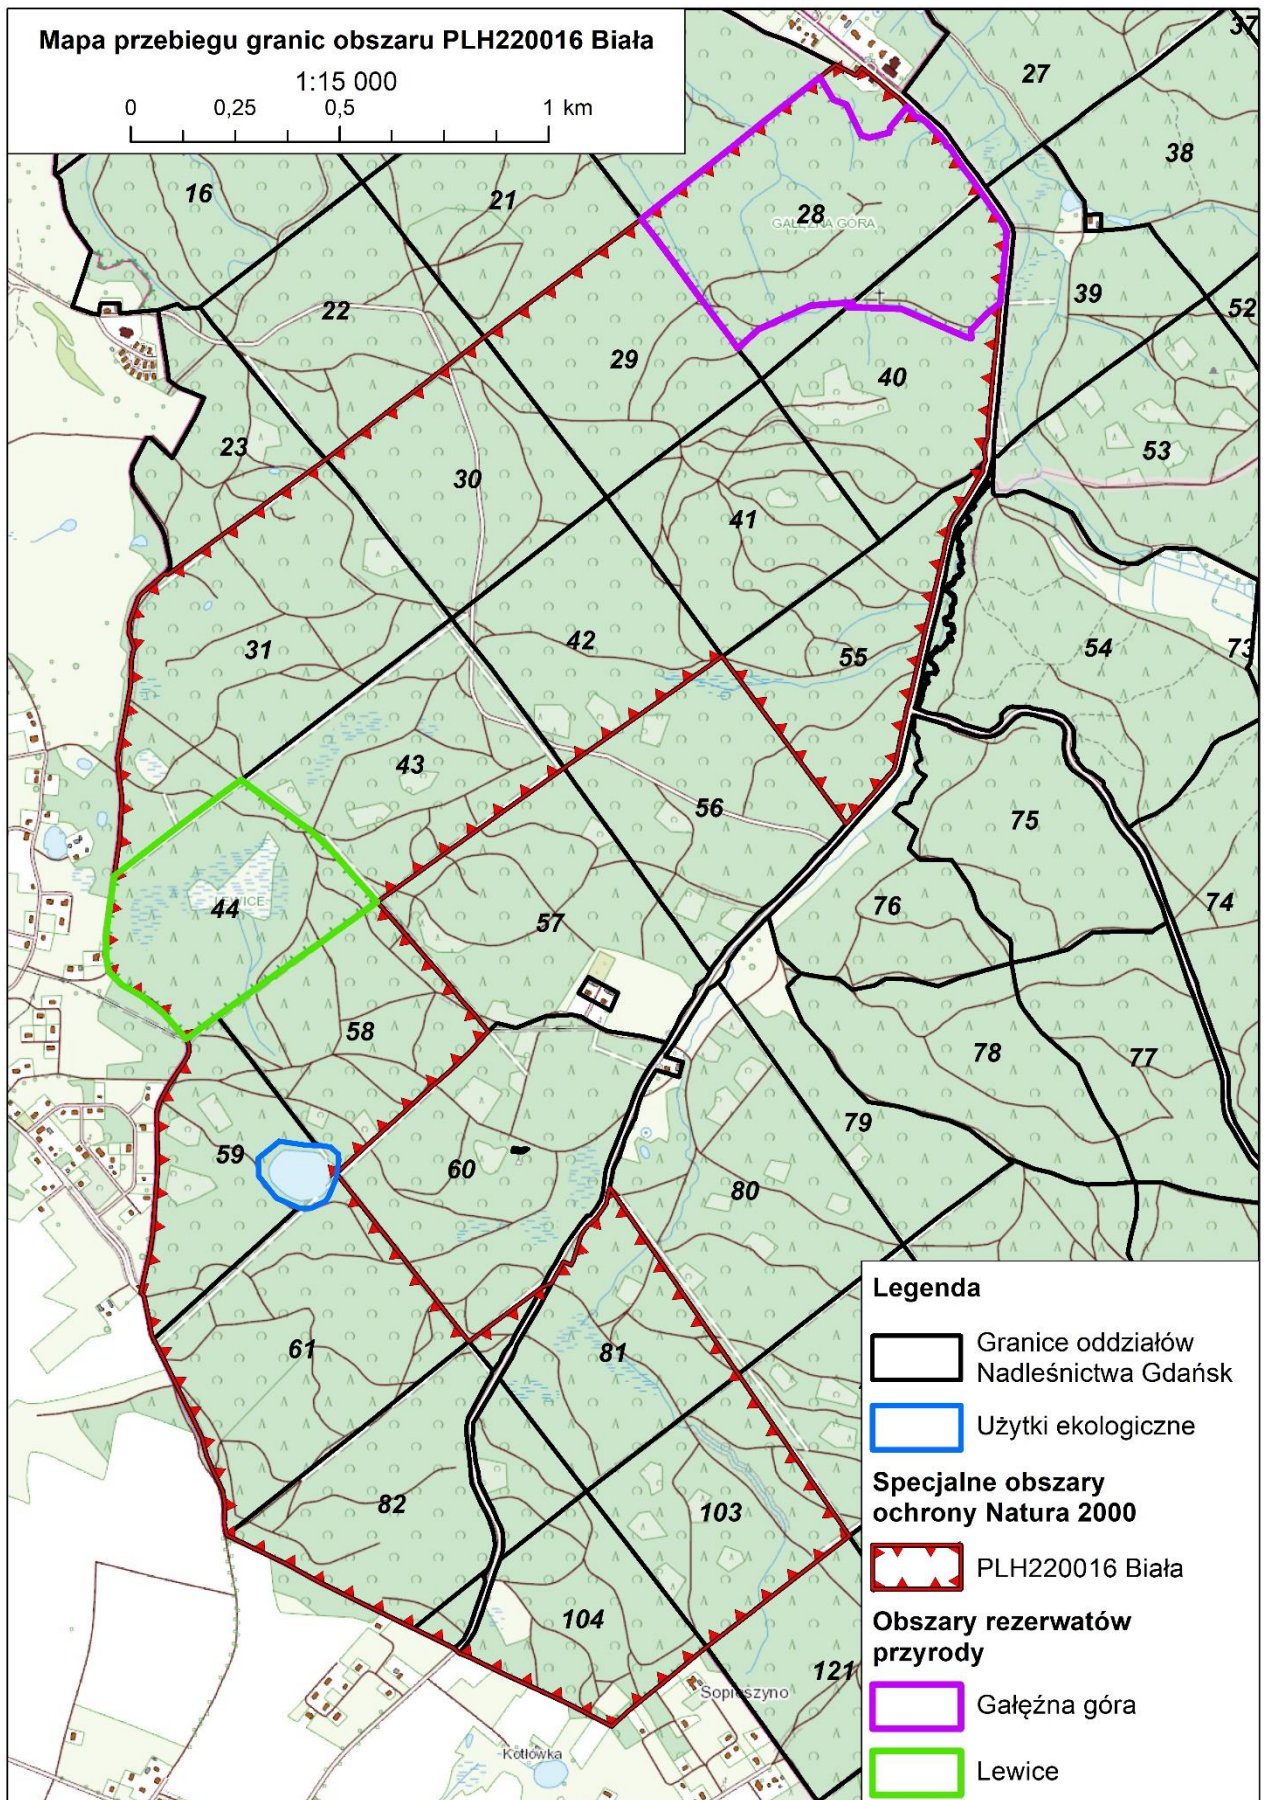 Mapa przebiegu granic obszaru PLH220016 Biała
1:15 000
0 0,25 0,5 1 km
37
27
38
16
21
28
GAŁĘŹNA GÓRA
22
39
52
29
40
23
53
30
41
31
42
55
54
73
43
56
75
44
LEWICE
57
76
74
58
78
77
59
60
79
80
61
81
82
103
104
121
Sopieszyno
Kotłówka
Legenda
Granice oddziałów
Nadleśnictwa Gdańsk
Użytki ekologiczne
Specjalne obszary
ochrony Natura 2000
PLH220016 Biała
Obszary rezerwatów
przyrody
Gałęźna góra
Lewice